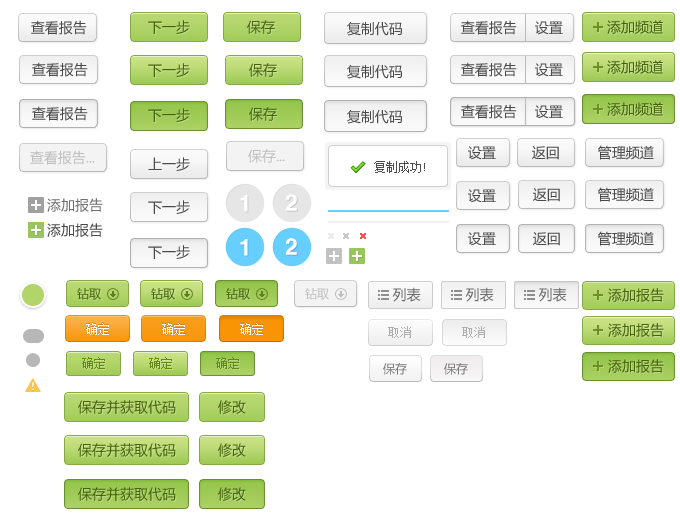 查看报告 下一步 保存 复制代码 查看报告 设置 添加频道
查看报告 下一步 保存 复制代码 查看报告 设置 添加频道
查看报告 下一步 保存 复制代码 查看报告 设置 添加频道
查看报告... 上一步 保存... 复制成功! 设置 返回 管理频道
添加报告 下一步 1 2 设置 返回 管理频道
添加报告 下一步 1 2 设置 返回 管理频道
钻取 钻取 钻取 钻取 列表 列表 列表 添加报告
确定 确定 确定 取消 取消 添加报告
确定 确定 确定 保存 保存 添加报告
保存并获取代码 修改
保存并获取代码 修改
保存并获取代码 修改